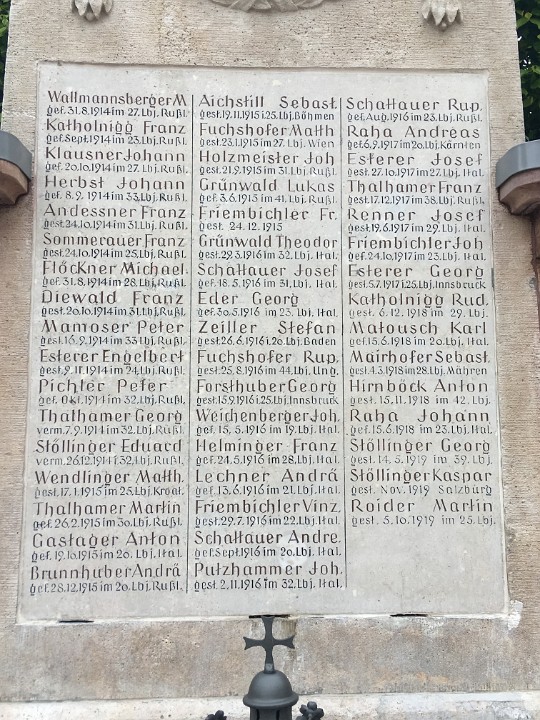 Wallmannsberger M.
gef. 31.8.1914 im 27. Lbj. Rußl.
Katholnigg Franz
gef. Sept. 1914 im 23. Lbj. Rußl.
Klausner Johann
gef. 20.10.1914 im 27. Lbj. Rußl.
Herbst Johann
gef. 8.9.1914 im 33. Lbj. Rußl.
Andessner Franz
gest. 24.10.1914 im 31. Lbj. Rußl.
Sommerauer Franz
gest. 24.10.1914 im 25. Lbj. Rußl.
Flöckner Michael
gef. 31.8.1914 im 28. Lbj. Rußl.
Diewald Franz
gest. 20.10.1914 im 31. Lbj. Rußl.
Mamoser Peter
gest. 16.9.1914 im 33. Lbj. Rußl.
Esterer Engelbert
gest. 9.11.1914 im 24. Lbj. Rußl.
Pichter Peter
gef. Okt. 1914 im 32. Lbj. Rußl.
Thalhamer Georg
verm. 7.9.1914 im 32. Lbj. Rußl.
Stöllinger Eduard
verm. 26.12.1914 i. 32. Lbj. Rußl.
Wendlinger Matth.
gest. 17.1.1915 im 25. Lbj. Kroat.
Thalhamer Martin
gef. 26.2.1915 im 30. Lbj. Rußl.
Gastager Anton
gef. 19.10.1915 im 20. Lbj. Ital.
Brunnhuber Andrä
gef. 28.12.1915 im 20. Lbj. Rußl.
Aichstill Sebast.
gest. 19.11.1915 i. 25. Lbj. Böhmen
Fuchshofer Matth
gest. 23.1.1915 im 27. Lbj. Wien
Holzmeister Joh
gest. 21.9.1915 im 31. Lbj. Rußl.
Grünwald Lukas
gef. 3.6.1915 im 41. Lbj. Rußl.
Friembichler Fr.
gest. 24.12.1915
Grünwald Theodor
gest. 29.3.1916 im 32. Lbj. Ital.
Schattauer Josef
gef. 18.5.1916 im 31. Lbj. Ital.
Eder Georg
gef. 30.5.1916 im 23. Lbj. Ital.
Zeiller Stefan
gest. 26.6.1916 i. 20. Lbj. Baden
Fuchshofer Rup.
gest. 25.8.1916 im 44. Lbj. Ung.
Forsthuber Georg
gest. 15.9.1916 i. 25. Lbj. Innsbruck
Weichenberger Joh.
gef. 15.5.1916 im 19. Lbj. Ital.
Helminger Franz
gef. 24.5.1916 im 28. Lbj. Ital.
Lechner Andrä
gef. 13.6.1916 im 21. Lbj. Ital.
Friembichler Vinz.
gest. 29.7.1916 im 22. Lbj. Ital.
Schattauer Andre.
gef. Sept. 1916 im 20. Lbj. Ital.
Putzhammer Joh.
gest. 2.11.1916 im 32. Lbj. Ital.
Schattauer Rup.
gef. Aug. 1916 im 23. Lbj. Rußl.
Raha Andreas
gef. 6.9.1917 im 20. Lbj. Kärnten
Esterer Josef
gest. 27.10.1917 im 27. Lbj. Ital.
Thalhamer Franz
gest. 17.12.1917 im 38. Lbj. Rußl.
Renner Josef
gest. 19.6.1917 im 29. Lbj. Ital.
Friembichler Joh
gef. 24.10.1917 im 23. Lbj. Ital.
Esterer Georg
gest. 5.7.1917 i. 25. Lbj. Innsbruck
Katholnigg Rud.
gest. 6.12.1918 im 29. Lbj.
Matousch Karl
gef. 15.6.1918 im 20. Lbj. Ital.
Mairhofer Sebast.
gest. 4.3.1918 im 28. Lbj. Mähren
Hirnböck Anton
gest. 15.11.1918 im 42. Lbj.
Raha Johann
gef. 15.6.1918 im 23. Lbj. Ital.
Stöllinger Georg
gest. 14.5.1919 im 39. Lbj.
Stöllinger Kaspar
gest. Nov. 1919 Salzburg
Roider Martin
gest. 5.10.1919 im 25. Lbj.